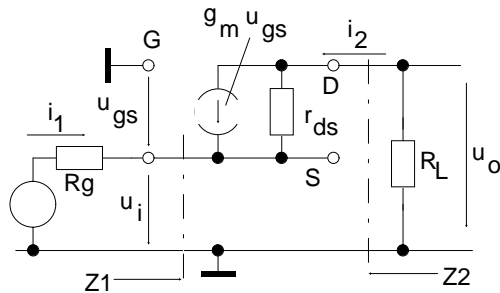 G
g_m u_gs
i_2
D
i_1
u_gs
r_ds
Rg
S
R_L
u_o
u_i
Z1
Z2